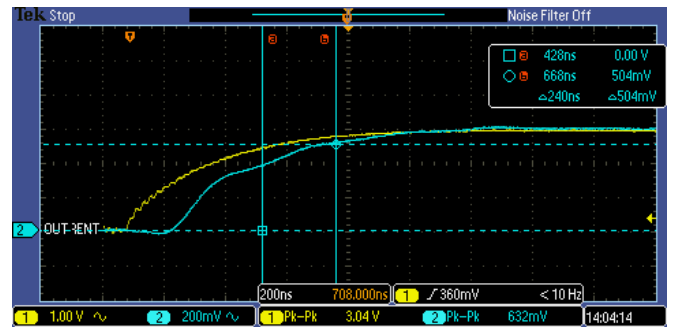 Tek Stop Noise Filter Off
T
a b
a 428ns 0.00 V
b 668ns 504mV
△240ns △504mV
2 OUT
200ns 708.000ns 1 360mV < 10 Hz
1 1.00 V 2 200mV 1 Pk-Pk 3.04 V 2 Pk-Pk 632mV 14:04:14